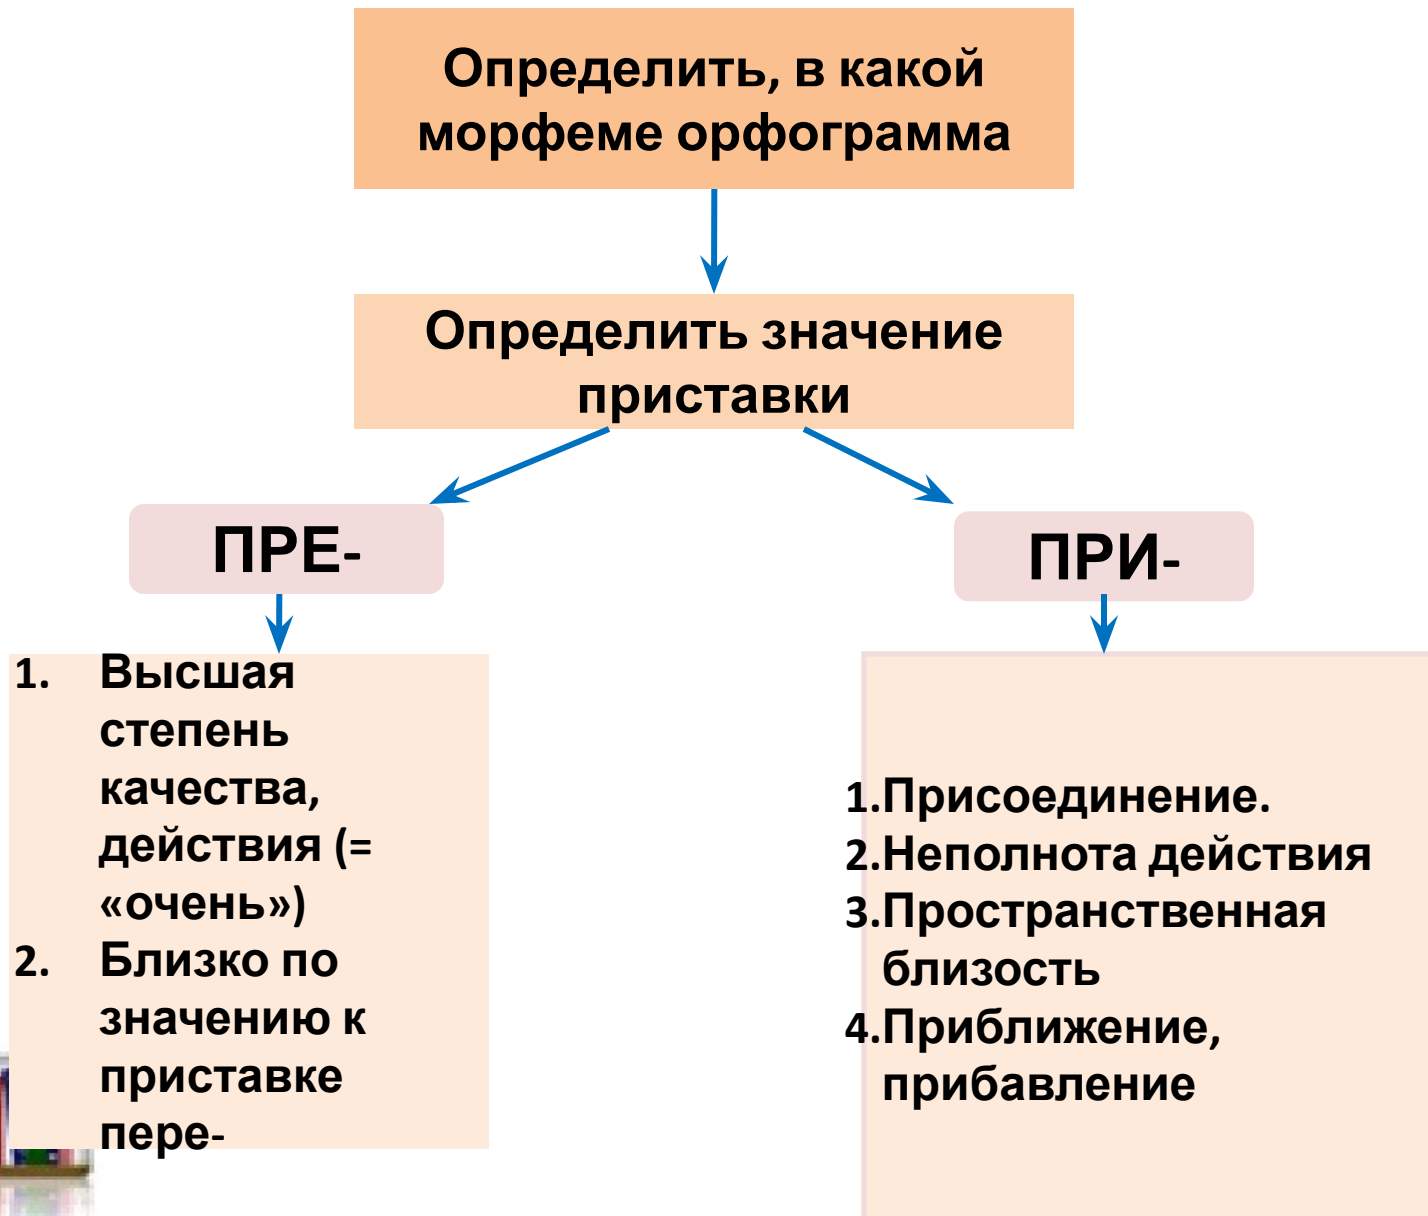 Определить, в какой
морфеме орфограмма
Определить значение
приставки
ПРЕ-
ПРИ-
1. Высшая
степень
качества,
действия (=
«очень»)
2. Близко по
значению к
приставке
пере-
1.Присоединение.
2.Неполнота действия
3.Пространственная
близость
4.Приближение,
прибавление